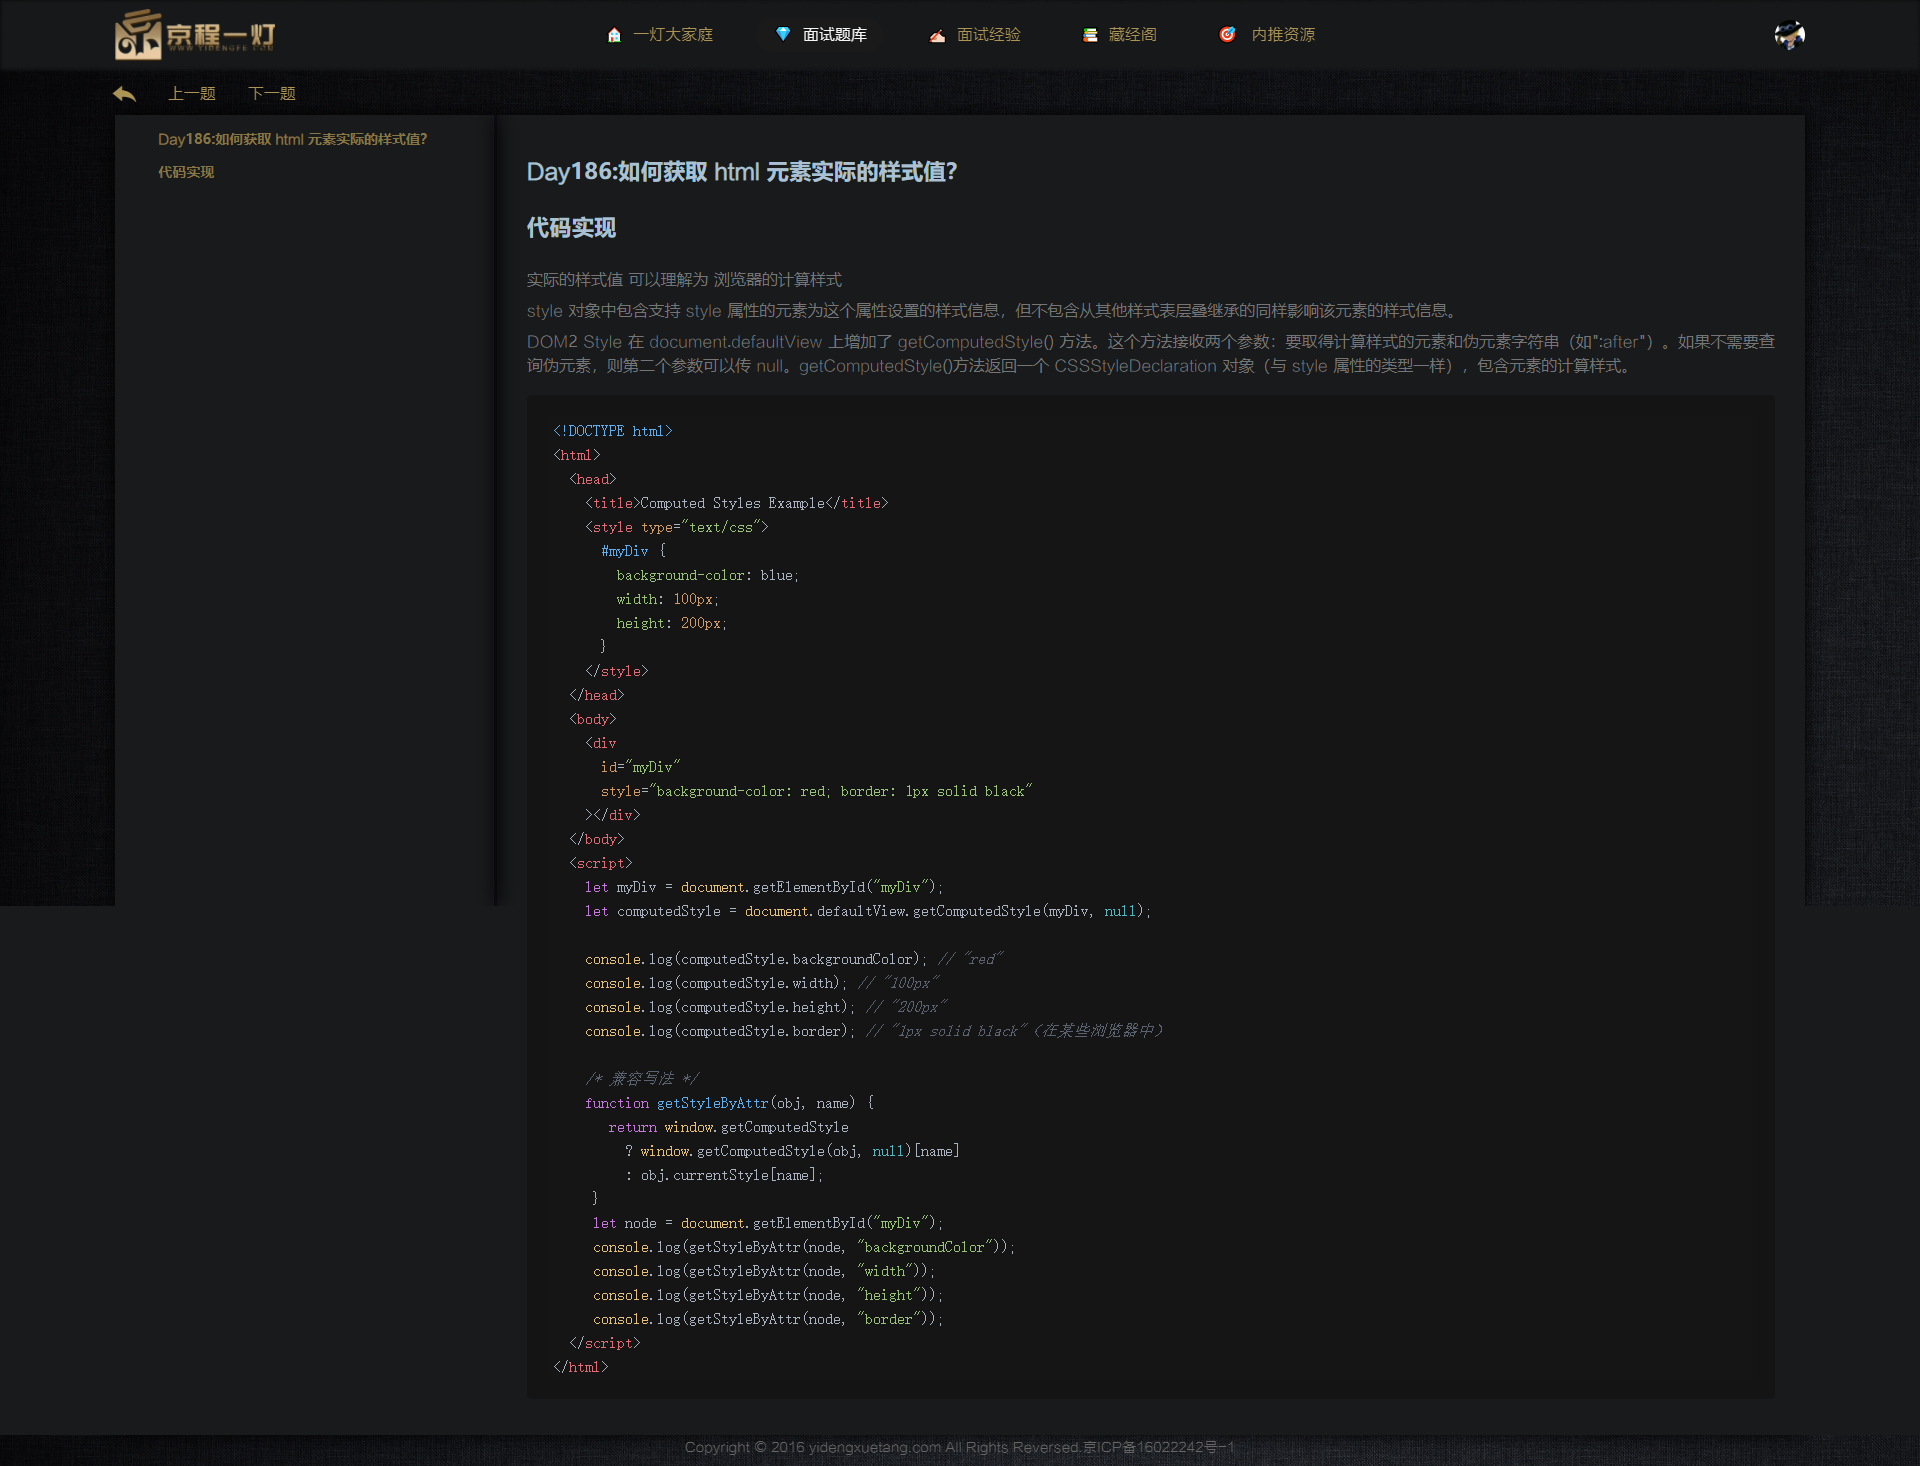 京程一灯
WWW.YIDENGFE.COM
一灯大家庭
面试题库
面试经验
藏经阁
内推资源
上一题
下一题
Day186:如何获取 html 元素实际的样式值?
代码实现
Day186:如何获取 html 元素实际的样式值?
代码实现
实际的样式值 可以理解为 浏览器的计算样式
style 对象中包含支持 style 属性的元素为这个属性设置的样式信息，但不包含从其他样式表层叠继承的同样影响该元素的样式信息。
DOM2 Style 在 document.defaultView 上增加了 getComputedStyle() 方法。这个方法接收两个参数：要取得计算样式的元素和伪元素字符串（如":after"）。如果不需要查
询伪元素，则第二个参数可以传 null。getComputedStyle()方法返回一个 CSSStyleDeclaration 对象（与 style 属性的类型一样），包含元素的计算样式。
<!DOCTYPE html>
<html>
  <head>
    <title>Computed Styles Example</title>
    <style type="text/css">
      #myDiv {
        background-color: blue;
        width: 100px;
        height: 200px;
      }
    </style>
  </head>
  <body>
    <div
      id="myDiv"
      style="background-color: red; border: 1px solid black"
    ></div>
  </body>
  <script>
    let myDiv = document.getElementById("myDiv");
    let computedStyle = document.defaultView.getComputedStyle(myDiv, null);
    console.log(computedStyle.backgroundColor); // "red"
    console.log(computedStyle.width); // "100px"
    console.log(computedStyle.height); // "200px"
    console.log(computedStyle.border); // "1px solid black"（在某些浏览器中）
    /* 兼容写法 */
    function getStyleByAttr(obj, name) {
       return window.getComputedStyle
         ? window.getComputedStyle(obj, null)[name]
         : obj.currentStyle[name];
     }
     let node = document.getElementById("myDiv");
     console.log(getStyleByAttr(node, "backgroundColor"));
     console.log(getStyleByAttr(node, "width"));
     console.log(getStyleByAttr(node, "height"));
     console.log(getStyleByAttr(node, "border"));
  </script>
</html>
Copyright © 2016 yidengxuetang.com All Rights Reversed.京ICP备16022242号-1